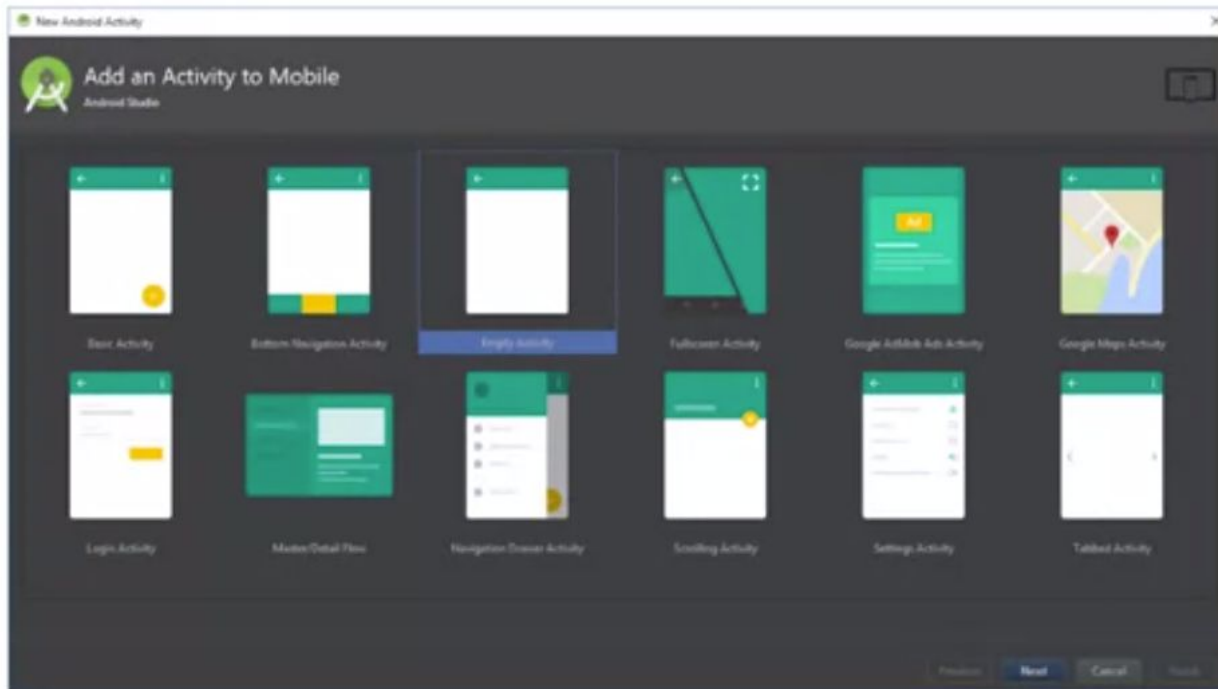 New Android Activity
Add an Activity to Mobile
Android Studio
Ad
Basic Activity
Bottom Navigation Activity
Empty Activity
Fullscreen Activity
Google AdMob Ads Activity
Google Maps Activity
Login Activity
Master/Detail Flow
Navigation Drawer Activity
Scrolling Activity
Settings Activity
Tabbed Activity
Previous
Next
Cancel
Finish